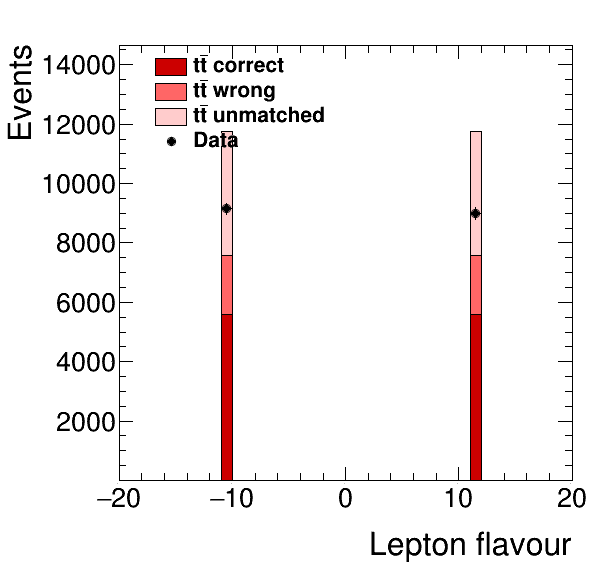 Events
14000
12000
10000
8000
6000
4000
2000
tt̄ correct
tt̄ wrong
tt̄ unmatched
Data
−20 −10 0 10 20
Lepton flavour